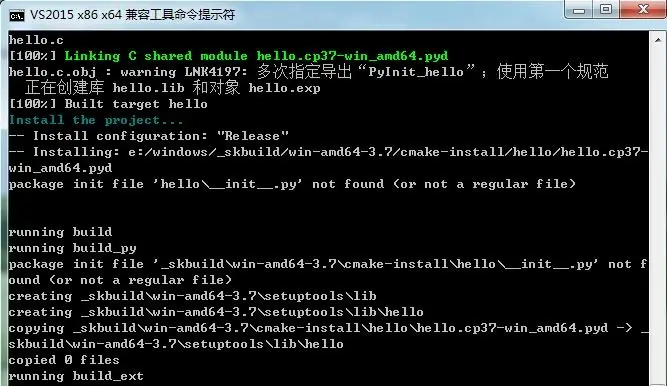 VS2015 x86 x64 兼容工具命令提示符
hello.c
[100%] Linking C shared module hello.cp37-win_amd64.pyd
hello.c.obj : warning LNK4197: 多次指定导出“PyInit_hello”；使用第一个规范
正在创建库 hello.lib 和对象 hello.exp
[100%] Built target hello
Install the project...
-- Install configuration: "Release"
-- Installing: e:/windows/_skbuild/win-amd64-3.7/cmake-install/hello/hello.cp37-
win_amd64.pyd
package init file 'hello\__init__.py' not found (or not a regular file)
running build
running build_py
package init file '_skbuild\win-amd64-3.7\cmake-install\hello\__init__.py' not f
ound (or not a regular file)
creating _skbuild\win-amd64-3.7\setuptools\lib
creating _skbuild\win-amd64-3.7\setuptools\lib\hello
copying _skbuild\win-amd64-3.7\cmake-install\hello\hello.cp37-win_amd64.pyd -> _
skbuild\win-amd64-3.7\setuptools\lib\hello
copied 0 files
running build_ext